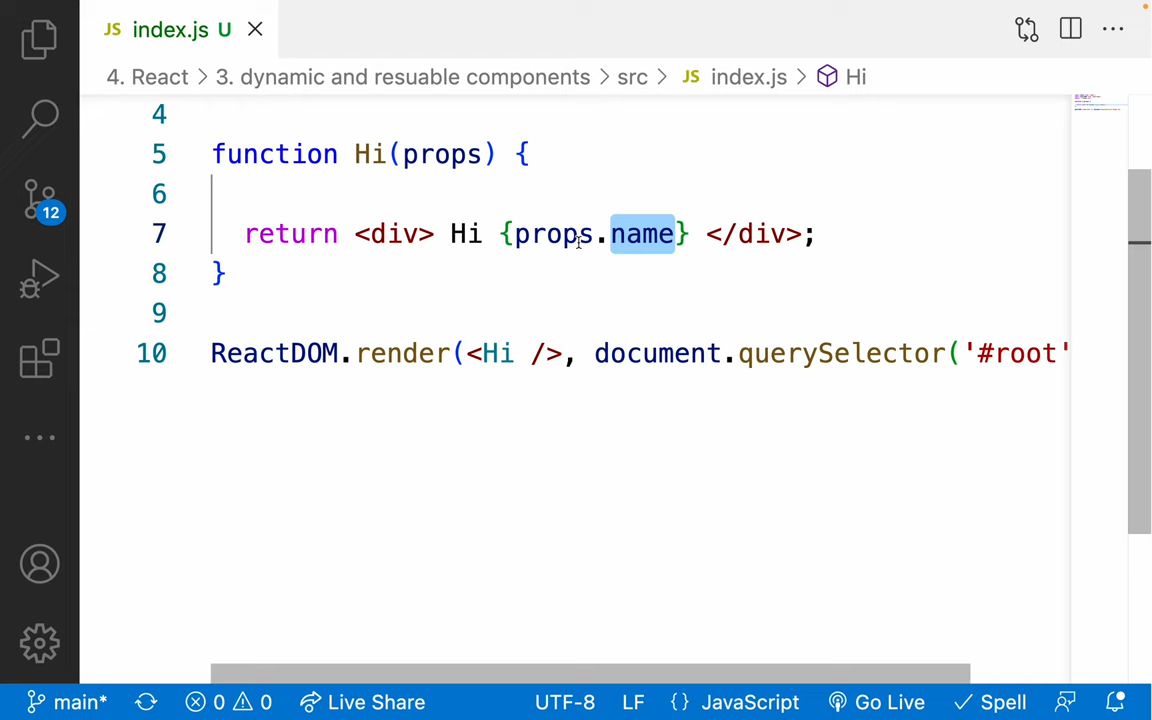 JS index.js U
4. React > 3. dynamic and resuable components > src > JS index.js > Hi
4
5 function Hi(props) {
6
7 return <div> Hi {props.name} </div>;
8 }
9
10 ReactDOM.render(<Hi />, document.querySelector('#root'
12
main* 0 0 Live Share UTF-8 LF {} JavaScript Go Live Spell